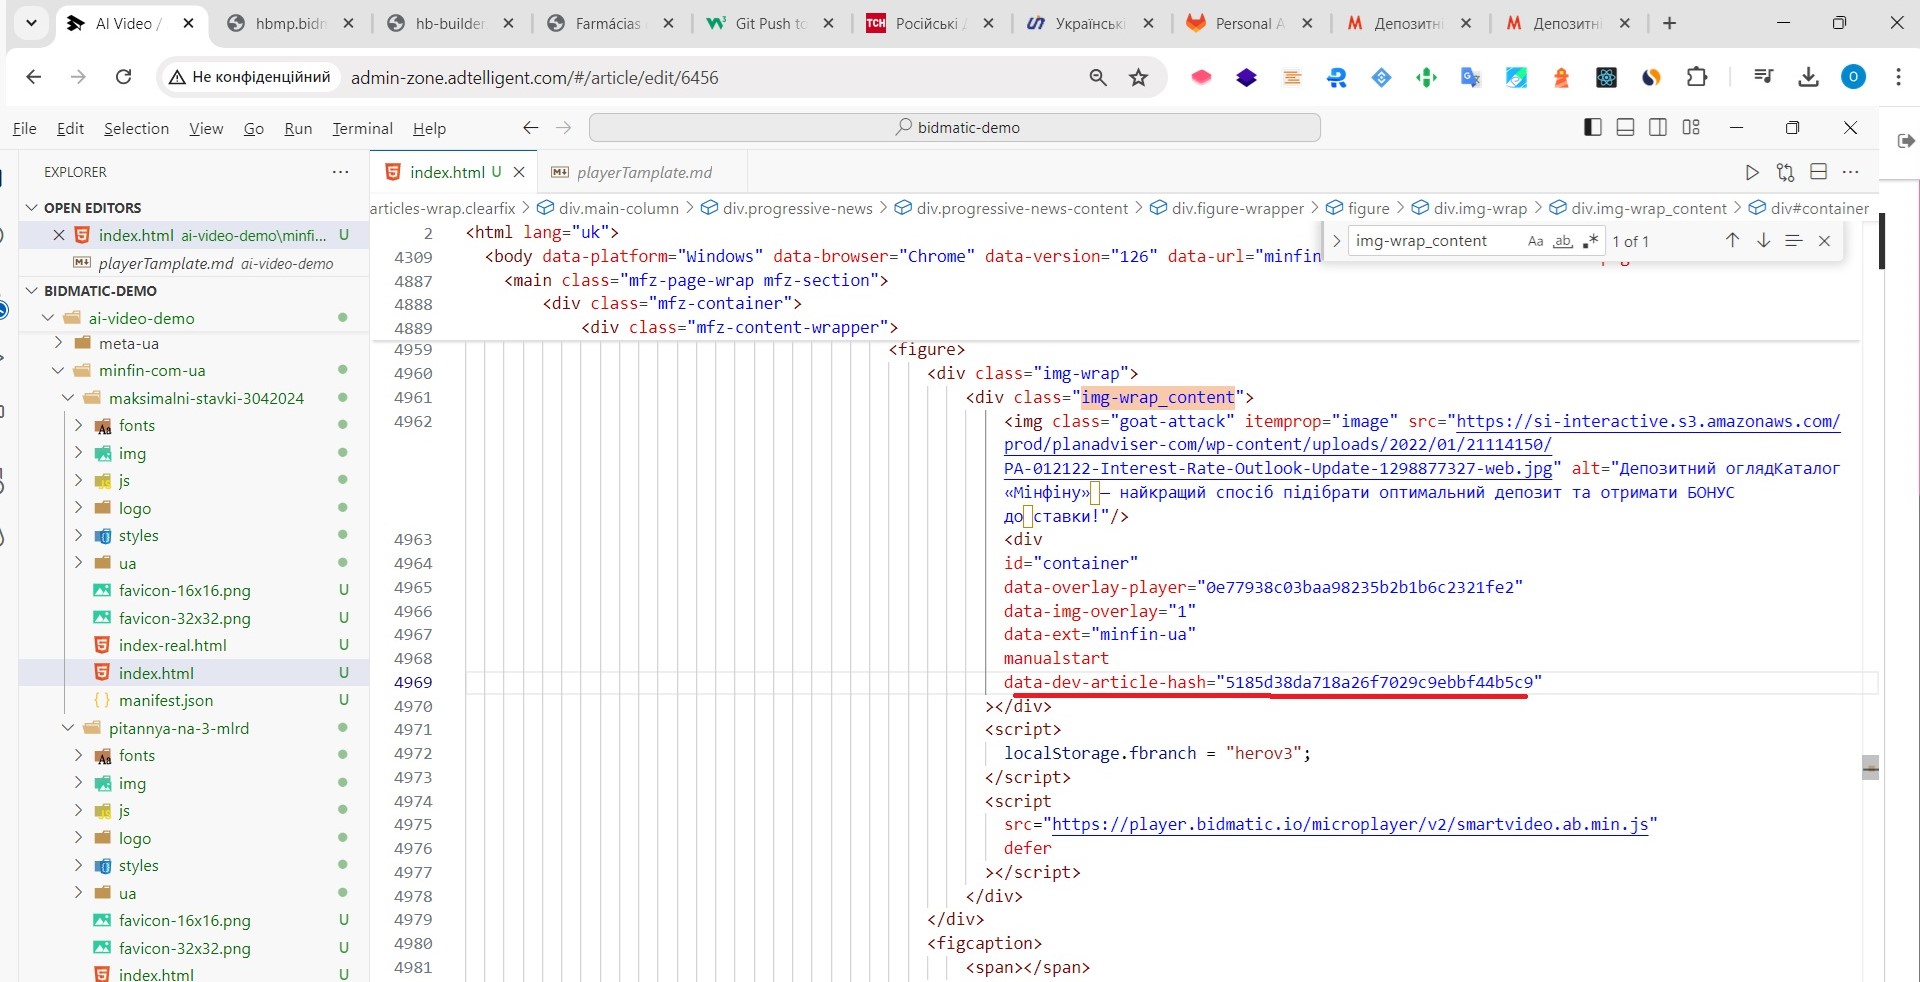 AI Video /
hbmp.bidm
hb-builder
Farmácias
Git Push to
ТСН
Російські
Українські
Personal A
Депозитні
Депозитні
Не конфіденційний
admin-zone.adtelligent.com/#/article/edit/6456
O
File Edit Selection View Go Run Terminal Help
bidmatic-demo
EXPLORER
index.html U
playerTamplate.md
OPEN EDITORS
index.html ai-video-demo\minfi... U
playerTamplate.md ai-video-demo
BIDMATIC-DEMO
ai-video-demo
meta-ua
minfin-com-ua
maksimalni-stavki-3042024
fonts
img
js
logo
styles
ua
favicon-16x16.png U
favicon-32x32.png U
index-real.html U
index.html U
manifest.json U
pitannya-na-3-mlrd
fonts
img
js
logo
styles
ua
favicon-16x16.png U
favicon-32x32.png U
index.html U
articles-wrap.clearfix > div.main-column > div.progressive-news > div.progressive-news-content > div.figure-wrapper > figure > div.img-wrap > div.img-wrap_content > div#container
img-wrap_content Aa ab 1 of 1
2 <html lang="uk">
4309 <body data-platform="Windows" data-browser="Chrome" data-version="126" data-url="minfin
4887 <main class="mfz-page-wrap mfz-section">
4888 <div class="mfz-container">
4889 <div class="mfz-content-wrapper">
4959 <figure>
4960 <div class="img-wrap">
4961 <div class="img-wrap_content">
4962 <img class="goat-attack" itemprop="image" src="https://si-interactive.s3.amazonaws.com/
prod/planadviser-com/wp-content/uploads/2022/01/21114150/
PA-012122-Interest-Rate-Outlook-Update-1298877327-web.jpg" alt="Депозитний оглядКаталог
«Мінфіну» — найкращий спосіб підібрати оптимальний депозит та отримати БОНУС
до ставки!"/>
4963 <div
4964 id="container"
4965 data-overlay-player="0e77938c03baa98235b2b1b6c2321fe2"
4966 data-img-overlay="1"
4967 data-ext="minfin-ua"
4968 manualstart
4969 data-dev-article-hash="5185d38da718a26f7029c9ebbf44b5c9"
4970 ></div>
4971 <script>
4972 localStorage.fbranch = "herov3";
4973 </script>
4974 <script
4975 src="https://player.bidmatic.io/microplayer/v2/smartvideo.ab.min.js"
4976 defer
4977 ></script>
4978 </div>
4979 </div>
4980 <figcaption>
4981 <span></span>